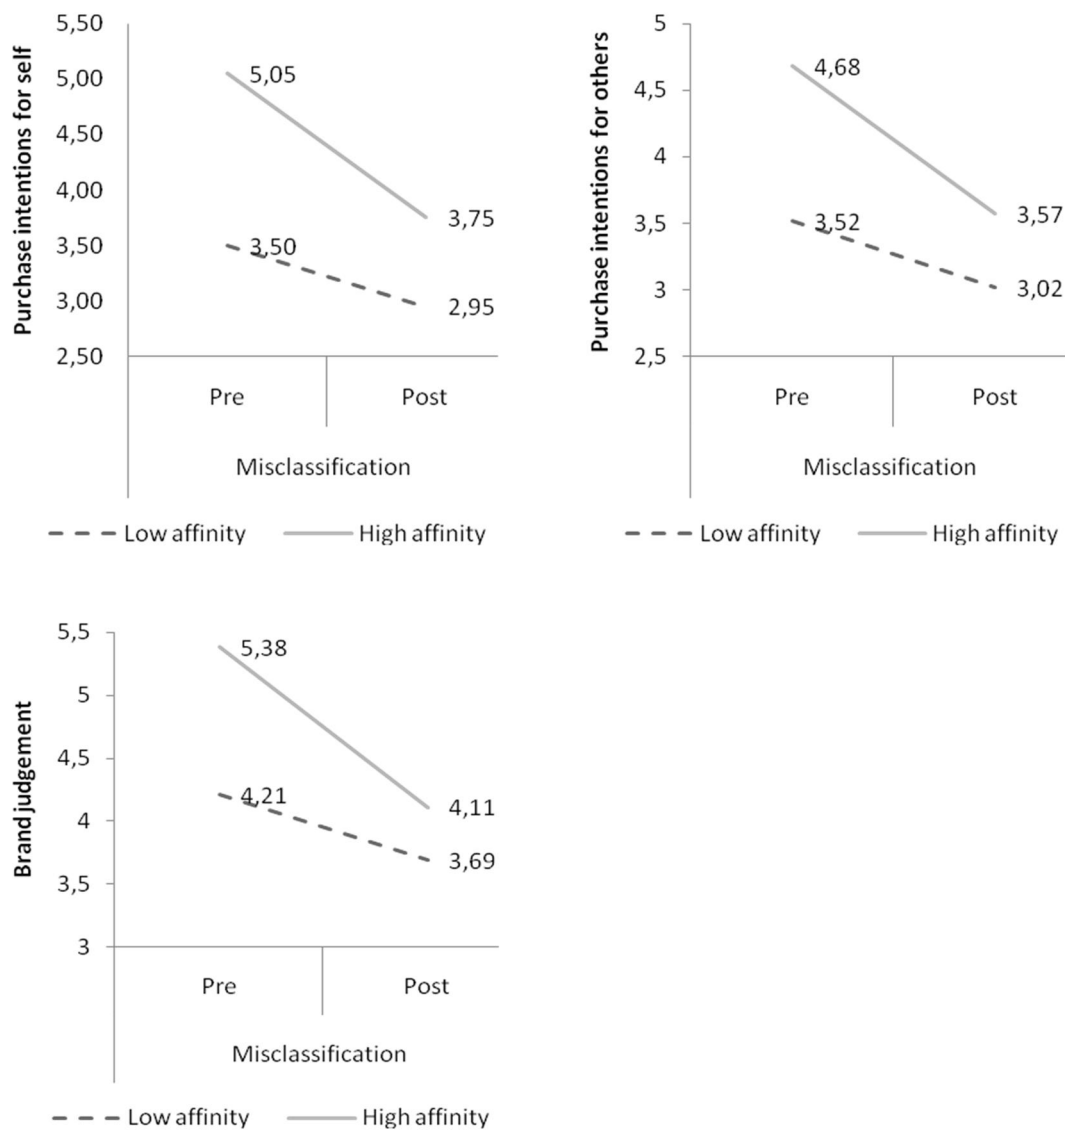 Purchase intentions for self
5,50
5,00
4,50
4,00
3,50
3,00
2,50
5,05
3,75
3,50
2,95
Pre
Post
Misclassification
Low affinity
High affinity
Purchase intentions for others
5
4,5
4
3,5
3
2,5
4,68
3,57
3,52
3,02
Pre
Post
Misclassification
Low affinity
High affinity
Brand judgement
5,5
5
4,5
4
3,5
3
5,38
4,11
4,21
3,69
Pre
Post
Misclassification
Low affinity
High affinity